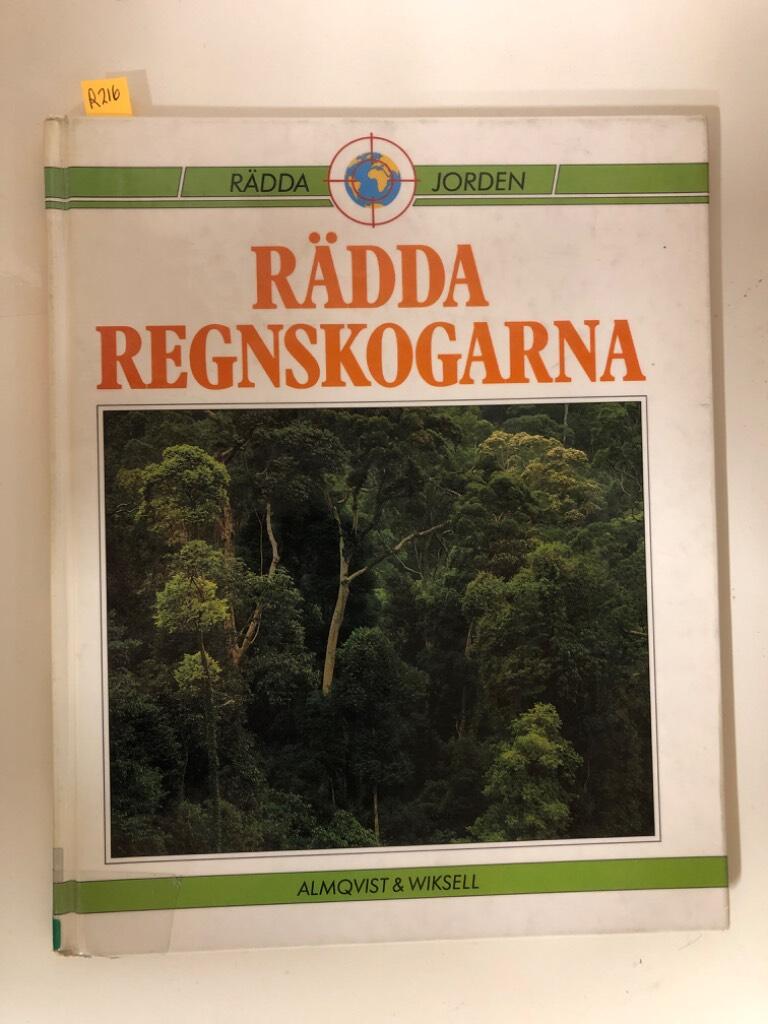 R216
RÄDDA JORDEN
RÄDDA
REGNSKOGARNA
ALMQVIST & WIKSELL